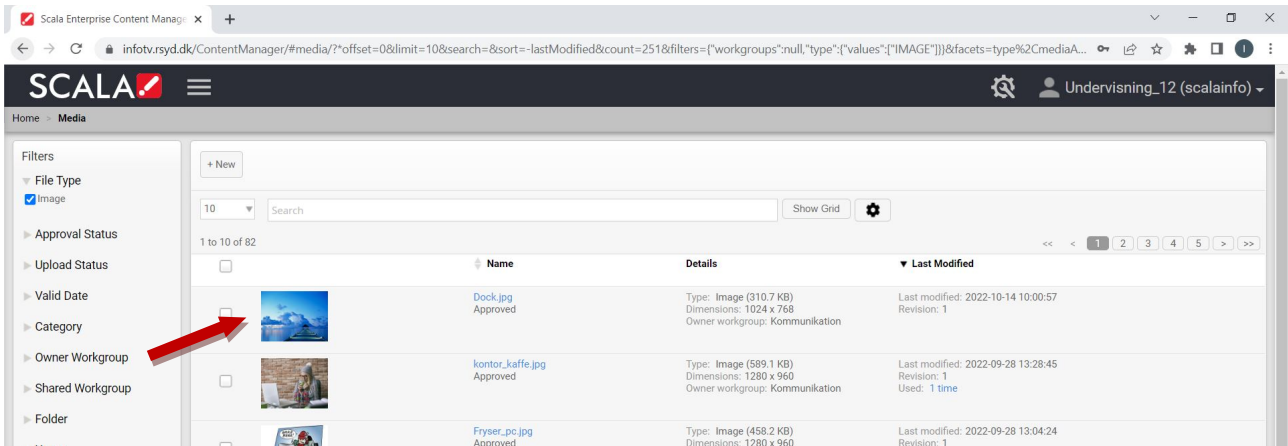 Scala Enterprise Content Manage
infotv.rsyd.dk/ContentManager/#media/?*offset=0&limit=10&search=&sort=-lastModified&count=251&filters={"workgroups":null,"type":{"values":["IMAGE"]}}&facets=type%2CmediaA...
I
SCALA
Undervisning_12 (scalainfo)
Home > Media
Filters
File Type
Image
Approval Status
Upload Status
Valid Date
Category
Owner Workgroup
Shared Workgroup
Folder
+ New
10 Search Show Grid
1 to 10 of 82
<< < 1 2 3 4 5 > >>
Name Details Last Modified
Dock.jpg
Approved
Type: Image (310.7 KB)
Dimensions: 1024 x 768
Owner workgroup: Kommunikation
Last modified: 2022-10-14 10:00:57
Revision: 1
kontor_kaffe.jpg
Approved
Type: Image (589.1 KB)
Dimensions: 1280 x 960
Owner workgroup: Kommunikation
Last modified: 2022-09-28 13:28:45
Revision: 1
Used: 1 time
Fryser_pc.jpg
Approved
Type: Image (458.2 KB)
Dimensions: 1280 x 960
Last modified: 2022-09-28 13:04:24
Revision: 1